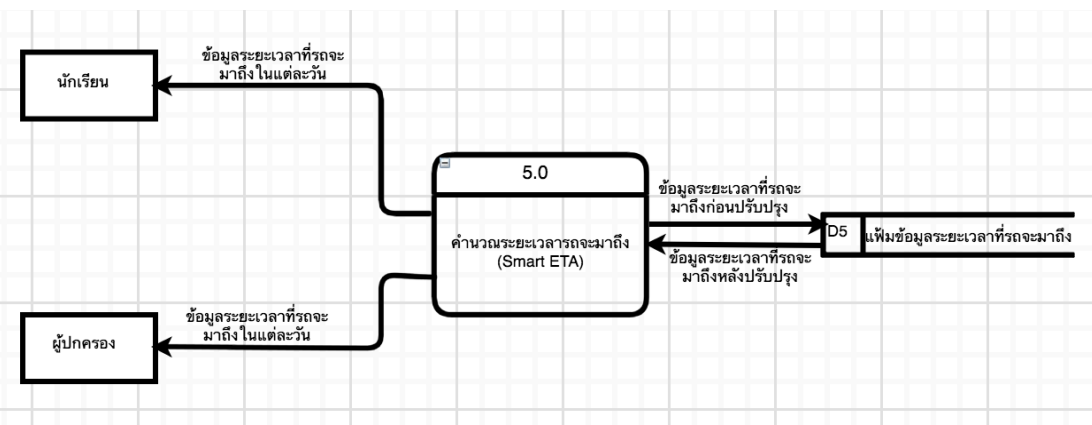 ข้อมูลระยะเวลาที่รถจะ
มาถึงในแต่ละวัน
นักเรียน
5.0
คำนวณระยะเวลารถจะมาถึง
(Smart ETA)
ข้อมูลระยะเวลาที่รถจะ
มาถึงก่อนปรับปรุง
D5
แฟ้มข้อมูลระยะเวลาที่รถจะมาถึง
ข้อมูลระยะเวลาที่รถจะ
มาถึงหลังปรับปรุง
ข้อมูลระยะเวลาที่รถจะ
มาถึงในแต่ละวัน
ผู้ปกครอง